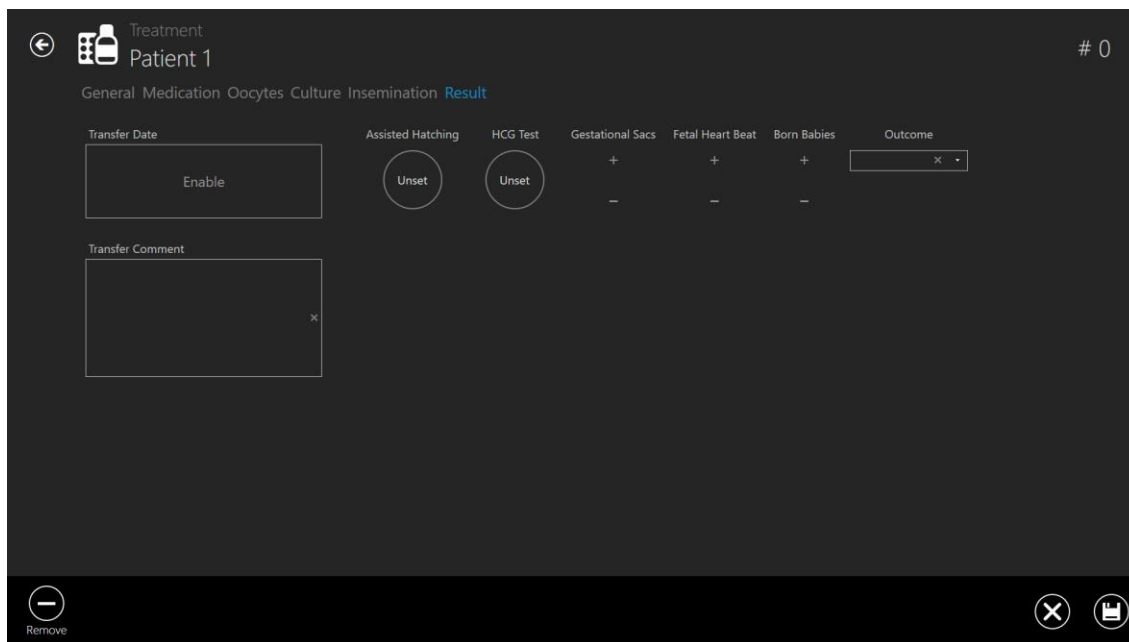 Treatment
Patient 1
# 0
General Medication Oocytes Culture Insemination Result
Transfer Date
Assisted Hatching
HCG Test
Gestational Sacs
Fetal Heart Beat
Born Babies
Outcome
Enable
Unset
Unset
Transfer Comment
Remove